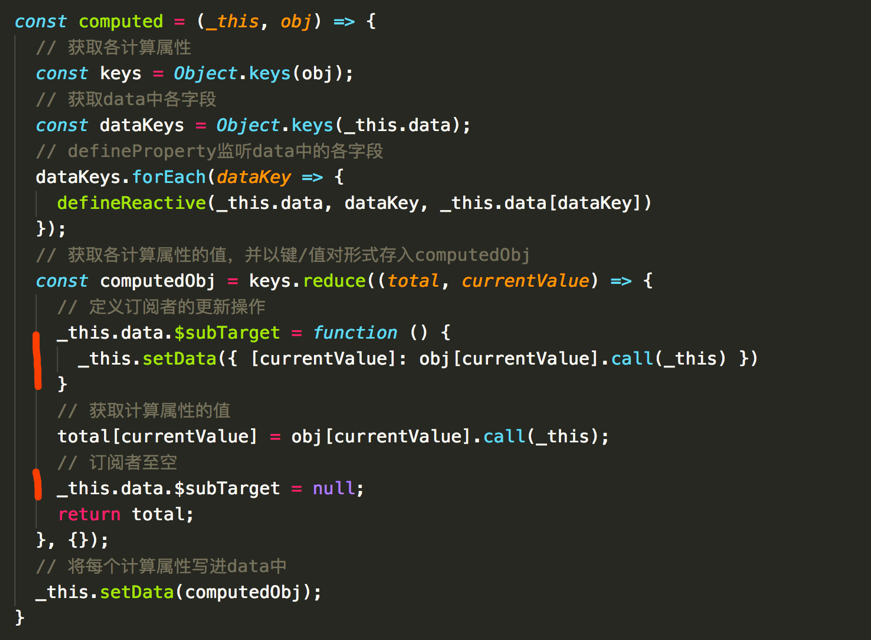 const computed = (_this, obj) => {
// 获取各计算属性
const keys = Object.keys(obj);
// 获取data中各字段
const dataKeys = Object.keys(_this.data);
// defineProperty监听data中的各字段
dataKeys.forEach(dataKey => {
defineReactive(_this.data, dataKey, _this.data[dataKey])
});
// 获取各计算属性的值，并以键/值对形式存入computedObj
const computedObj = keys.reduce((total, currentValue) => {
// 定义订阅者的更新操作
_this.data.$subTarget = function () {
_this.setData({ [currentValue]: obj[currentValue].call(_this) })
}
// 获取计算属性的值
total[currentValue] = obj[currentValue].call(_this);
// 订阅者至空
_this.data.$subTarget = null;
return total;
}, {});
// 将每个计算属性写进data中
_this.setData(computedObj);
}